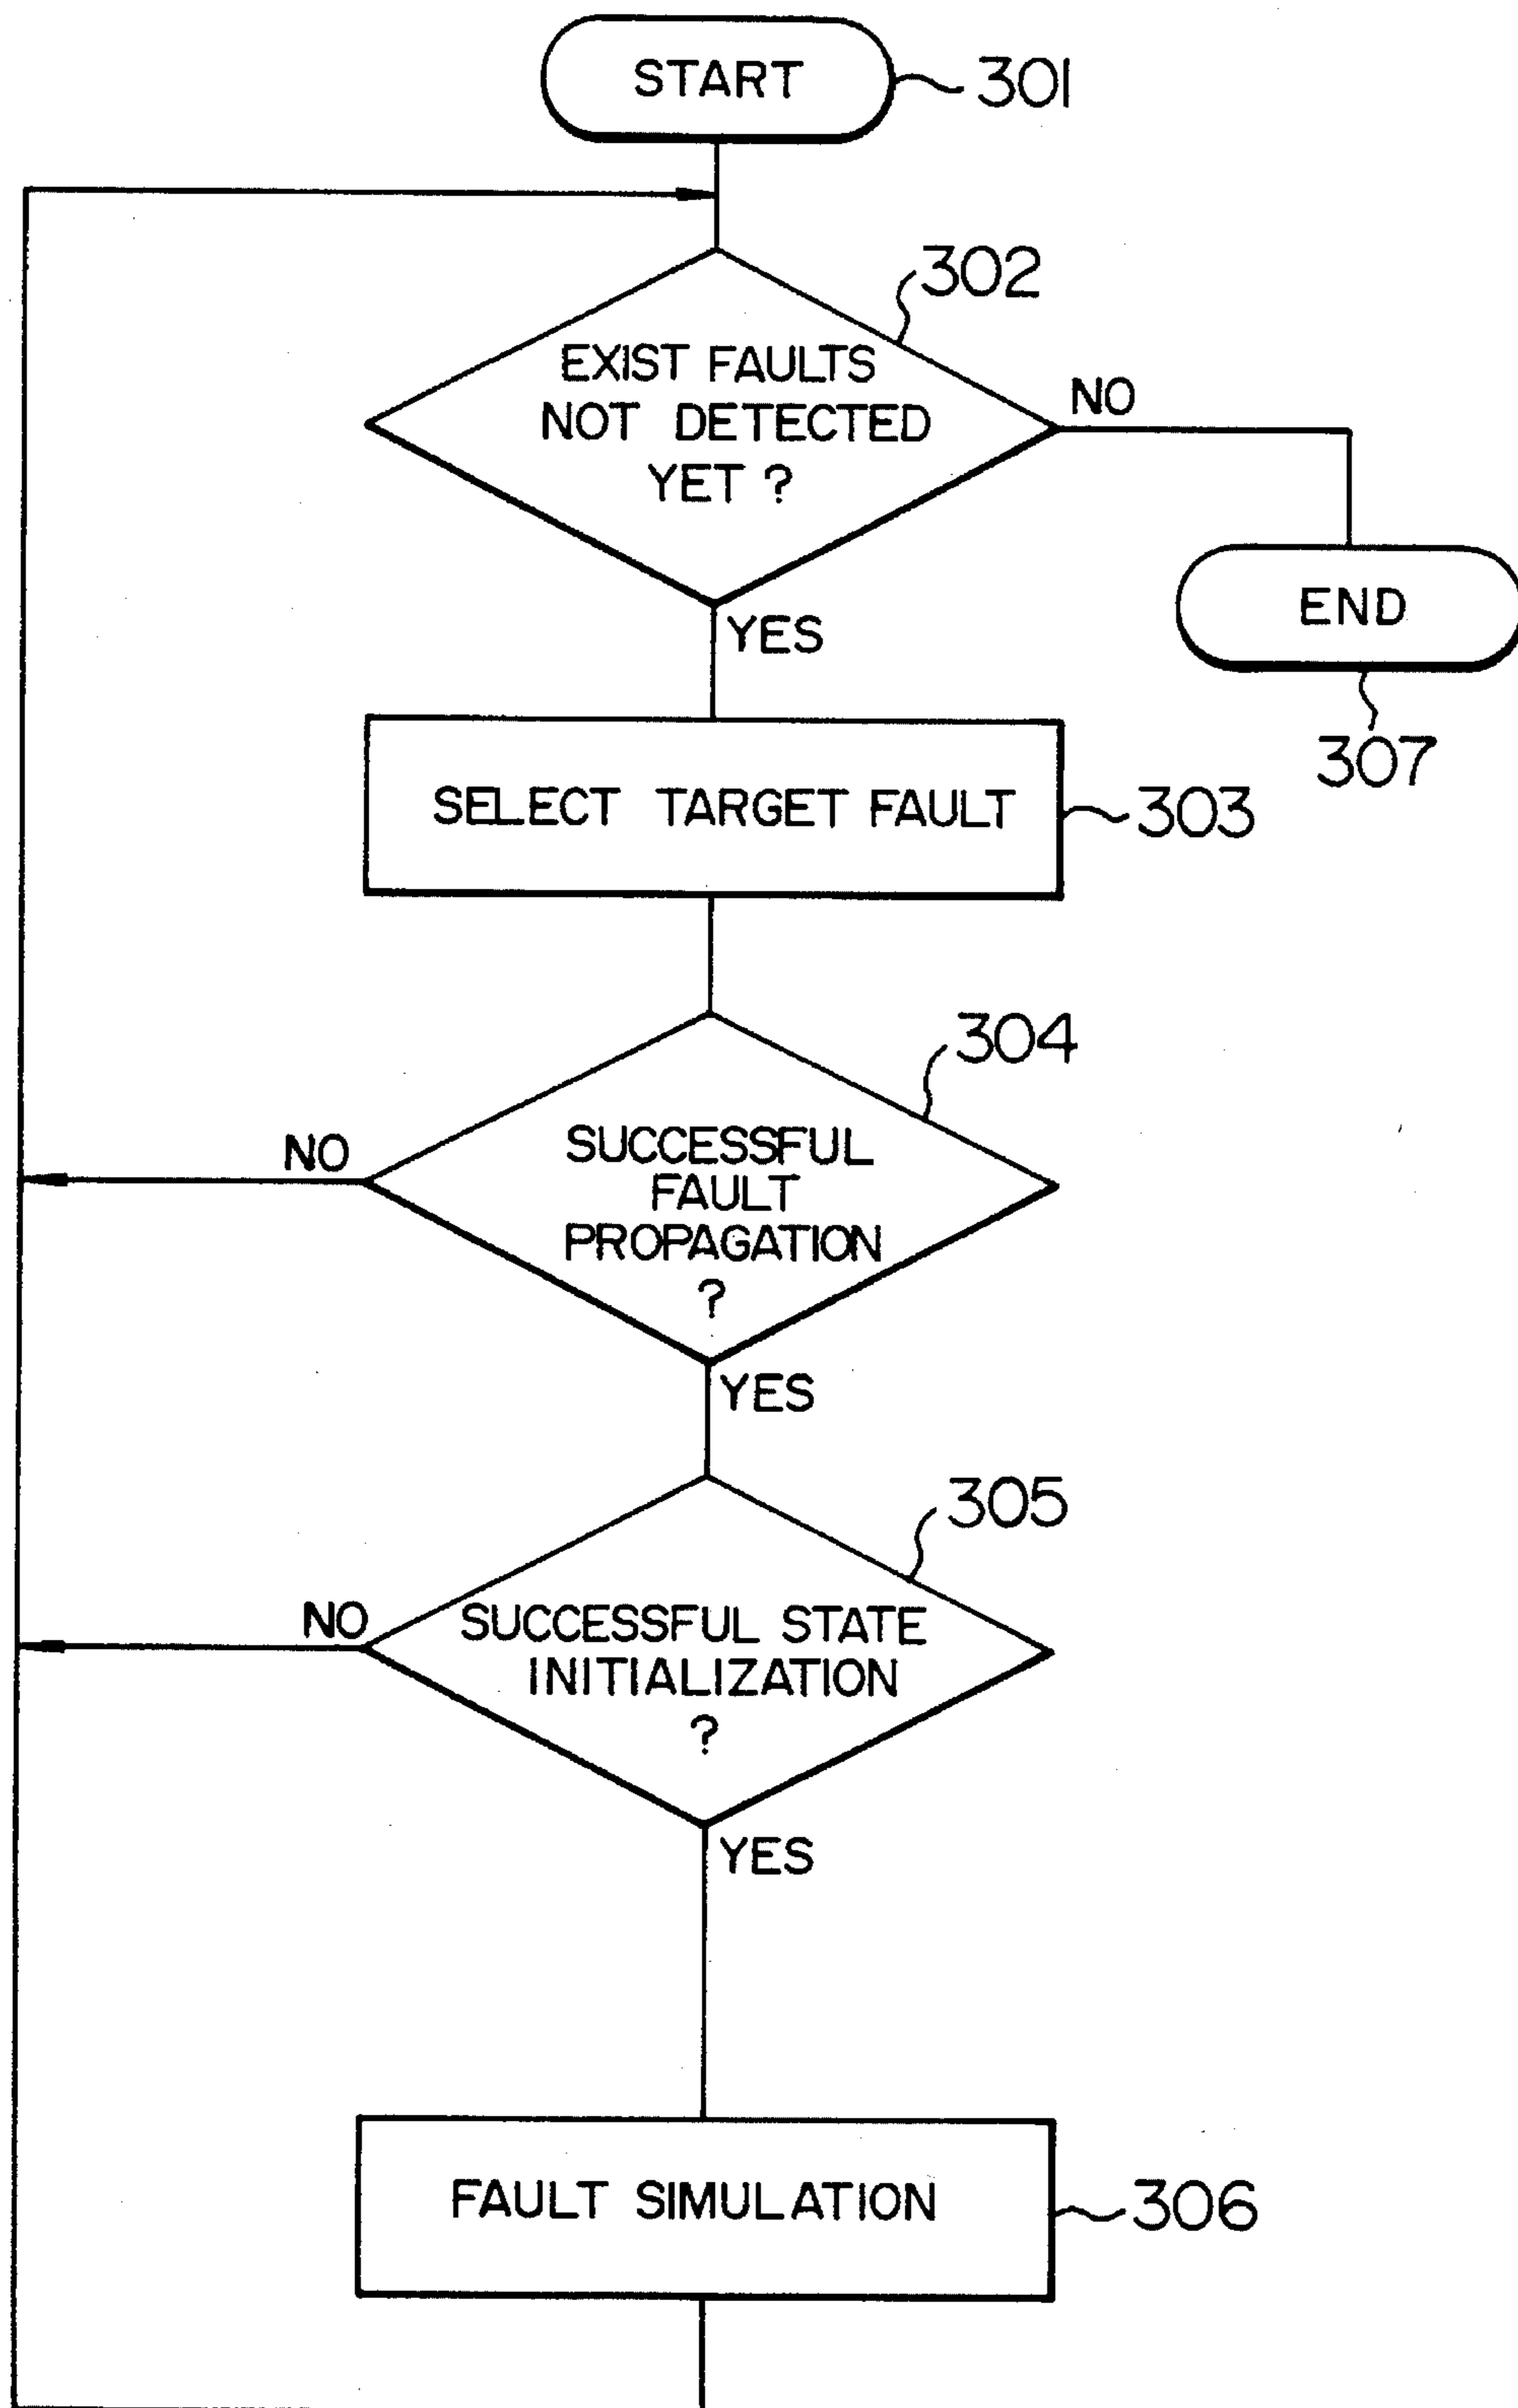 START
301
302
EXIST FAULTS
NOT DETECTED
YET ?
NO
YES
END
307
SELECT TARGET FAULT
303
304
NO
SUCCESSFUL
FAULT
PROPAGATION
?
YES
305
NO
SUCCESSFUL STATE
INITIALIZATION
?
YES
FAULT SIMULATION
306